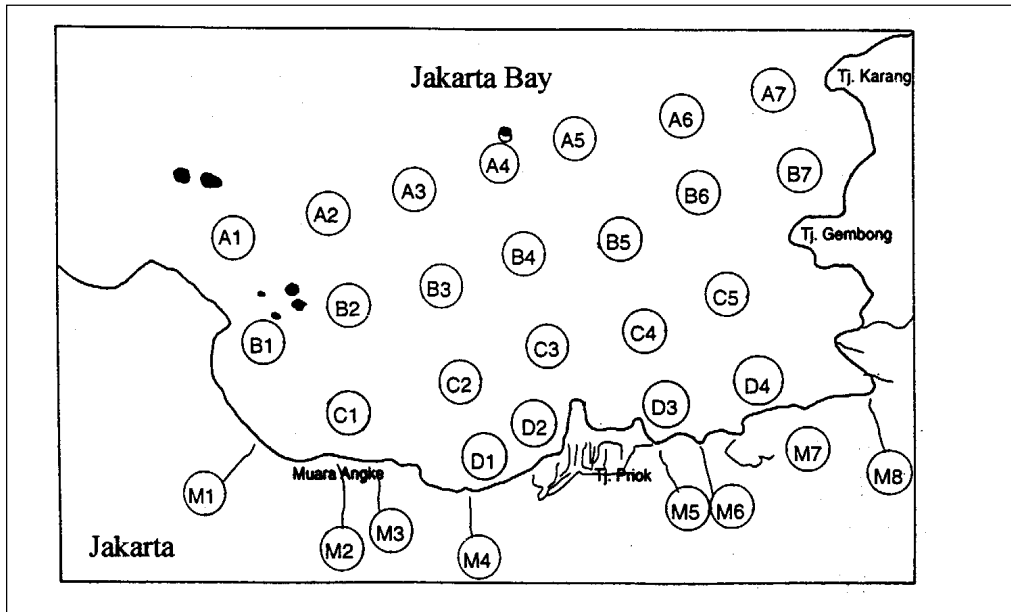 Tj. Karang
Jakarta Bay
A7
A6
A5
A4
B7
A3
B6
A2
Tj. Gembong
A1
B5
B4
B3
C5
B2
C4
B1
C3
C2
D4
D3
C1
D2
D1
M7
Muara Angke
Tj. Priok
M8
M1
M5
M6
M3
Jakarta
M2
M4